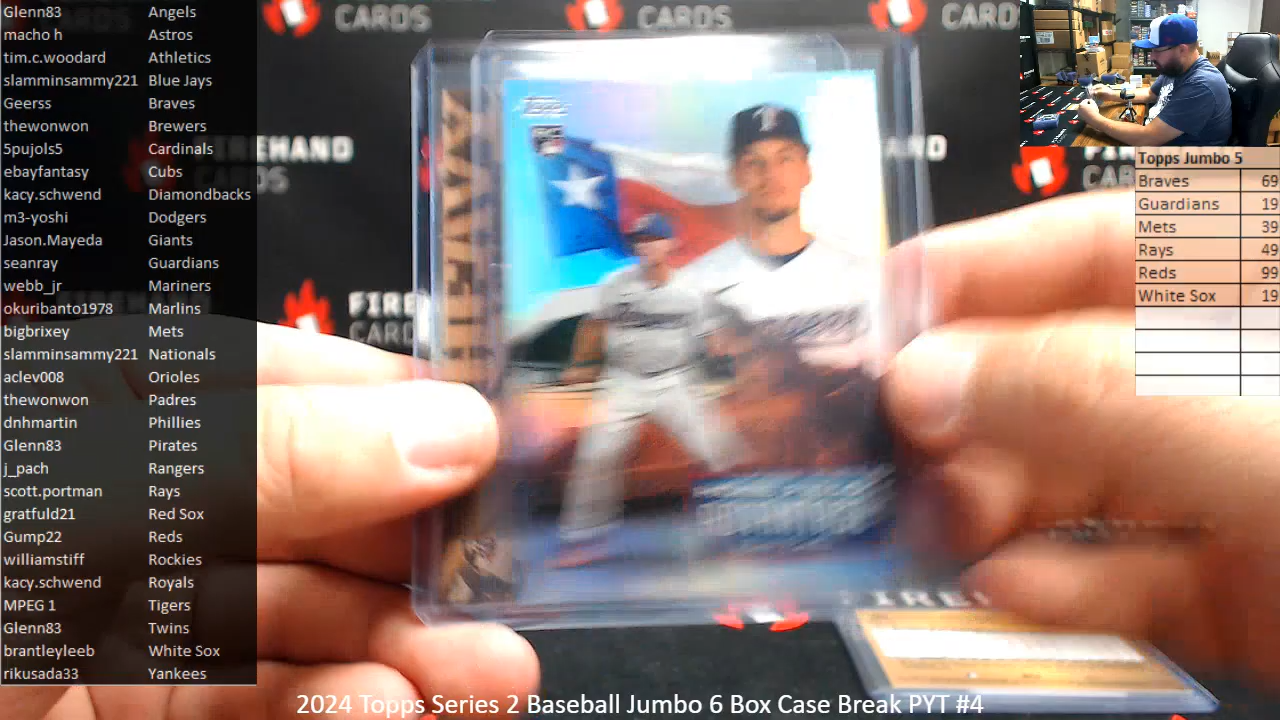 Glenn83 Angels
macho h Astros
tim.c.woodard Athletics
slamminsammy221 Blue Jays
Geerss Braves
thewonwon Brewers
5pujols5 Cardinals
ebayfantasy Cubs
kacy.schwend Diamondbacks
m3-yoshi Dodgers
Jason.Mayeda Giants
seanray Guardians
webb_jr Mariners
okuribanto1978 Marlins
bigbrixey Mets
slamminsammy221 Nationals
aclev008 Orioles
thewonwon Padres
dnhmartin Phillies
Glenn83 Pirates
j_pach Rangers
scott.portman Rays
gratfuld21 Red Sox
Gump22 Reds
williamstiff Rockies
kacy.schwend Royals
MPEG 1 Tigers
Glenn83 Twins
brantleyleeb White Sox
rikusada33 Yankees
CARDS
CARDS
CARD
FIREHAND
CARDS
ND
Topps
RC
T
Topps Jumbo 5
Braves 69
Guardians 19
Mets 39
Rays 49
Reds 99
White Sox 19
2024 Topps Series 2 Baseball Jumbo 6 Box Case Break PYT #4